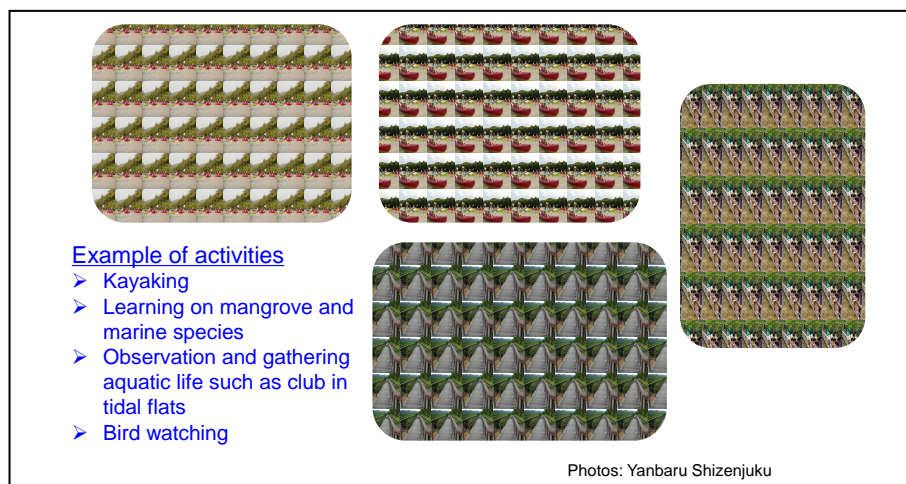 Example of activities
➢ Kayaking
➢ Learning on mangrove and
marine species
➢ Observation and gathering
aquatic life such as club in
tidal flats
➢ Bird watching
Photos: Yanbaru Shizenjuku